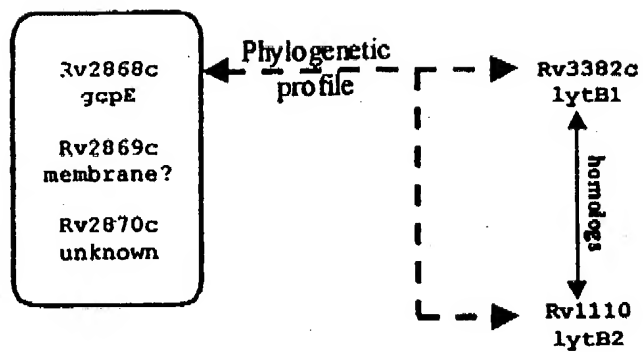 Rv2868c
gcpE
Rv2869c
membrane?
Rv2870c
unknown
Phylogenetic
profile
Rv3382c
lytB1
homologs
Rv1110
lytB2